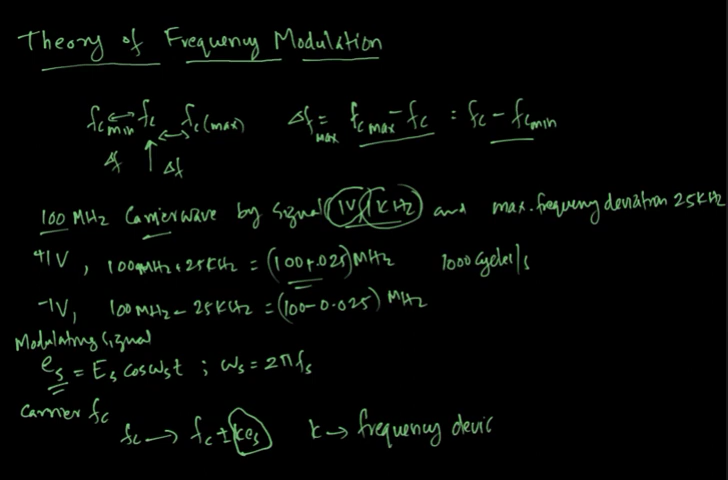 Theory of Frequency Modulation
fcmin ↔ fc ↔ fc(max) Δf MAX = fcmax - fc = fc - fcmin
Δf ↑ Δf
100 MHz Carrier wave by signal (1V)(1KHz) and max. frequency deviation 25KHz
+1V, 100MHz + 25KHz = (100+.025)MHz 1000 cycles/s
-1V, 100MHz - 25KHz = (100-0.025) MHz
Modulating Signal
es = Es cosωst ; ωs = 2πfs
Carrier fc
fc → fc ± kes k → frequency devic